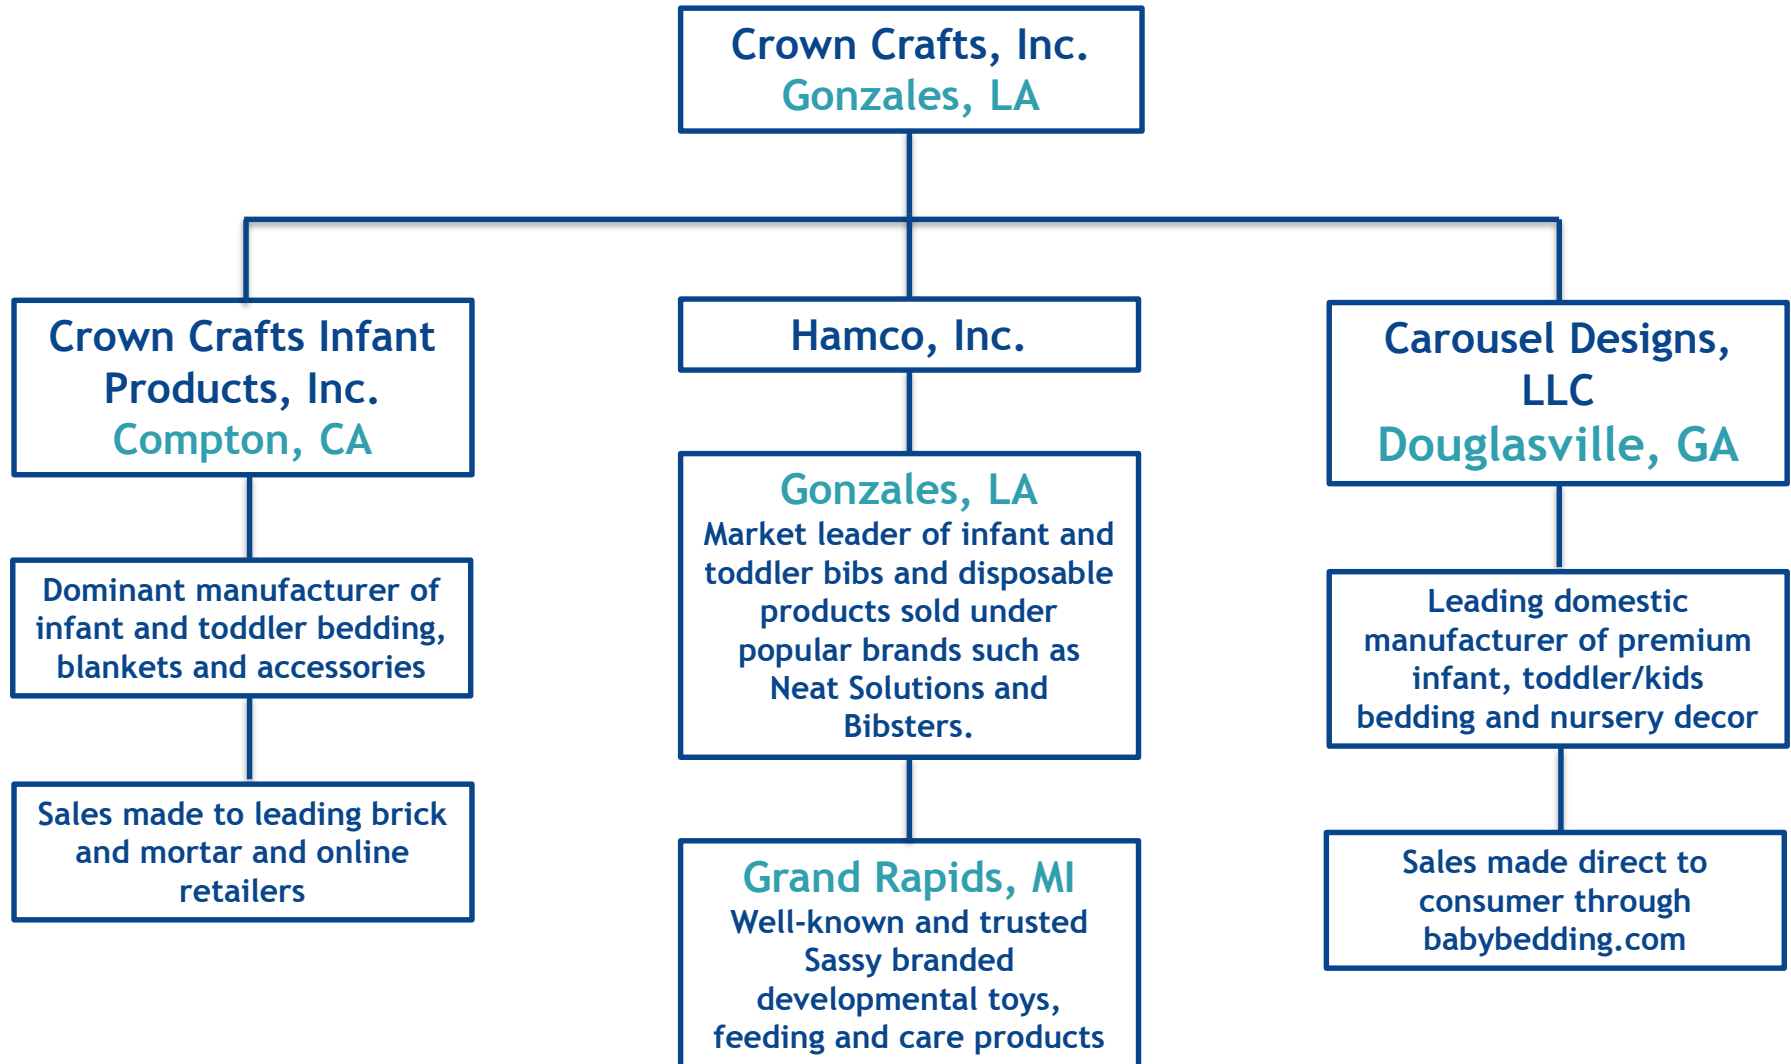 Crown Crafts, Inc.
Gonzales, LA
Crown Crafts Infant
Products, Inc.
Compton, CA
Dominant manufacturer of
infant and toddler bedding,
blankets and accessories
Sales made to leading brick
and mortar and online
retailers
Hamco, Inc.
Gonzales, LA
Market leader of infant and
toddler bibs and disposable
products sold under
popular brands such as
Neat Solutions and
Bibsters.
Grand Rapids, MI
Well-known and trusted
Sassy branded
developmental toys,
feeding and care products
Carousel Designs,
LLC
Douglasville, GA
Leading domestic
manufacturer of premium
infant, toddler/kids
bedding and nursery decor
Sales made direct to
consumer through
babybedding.com